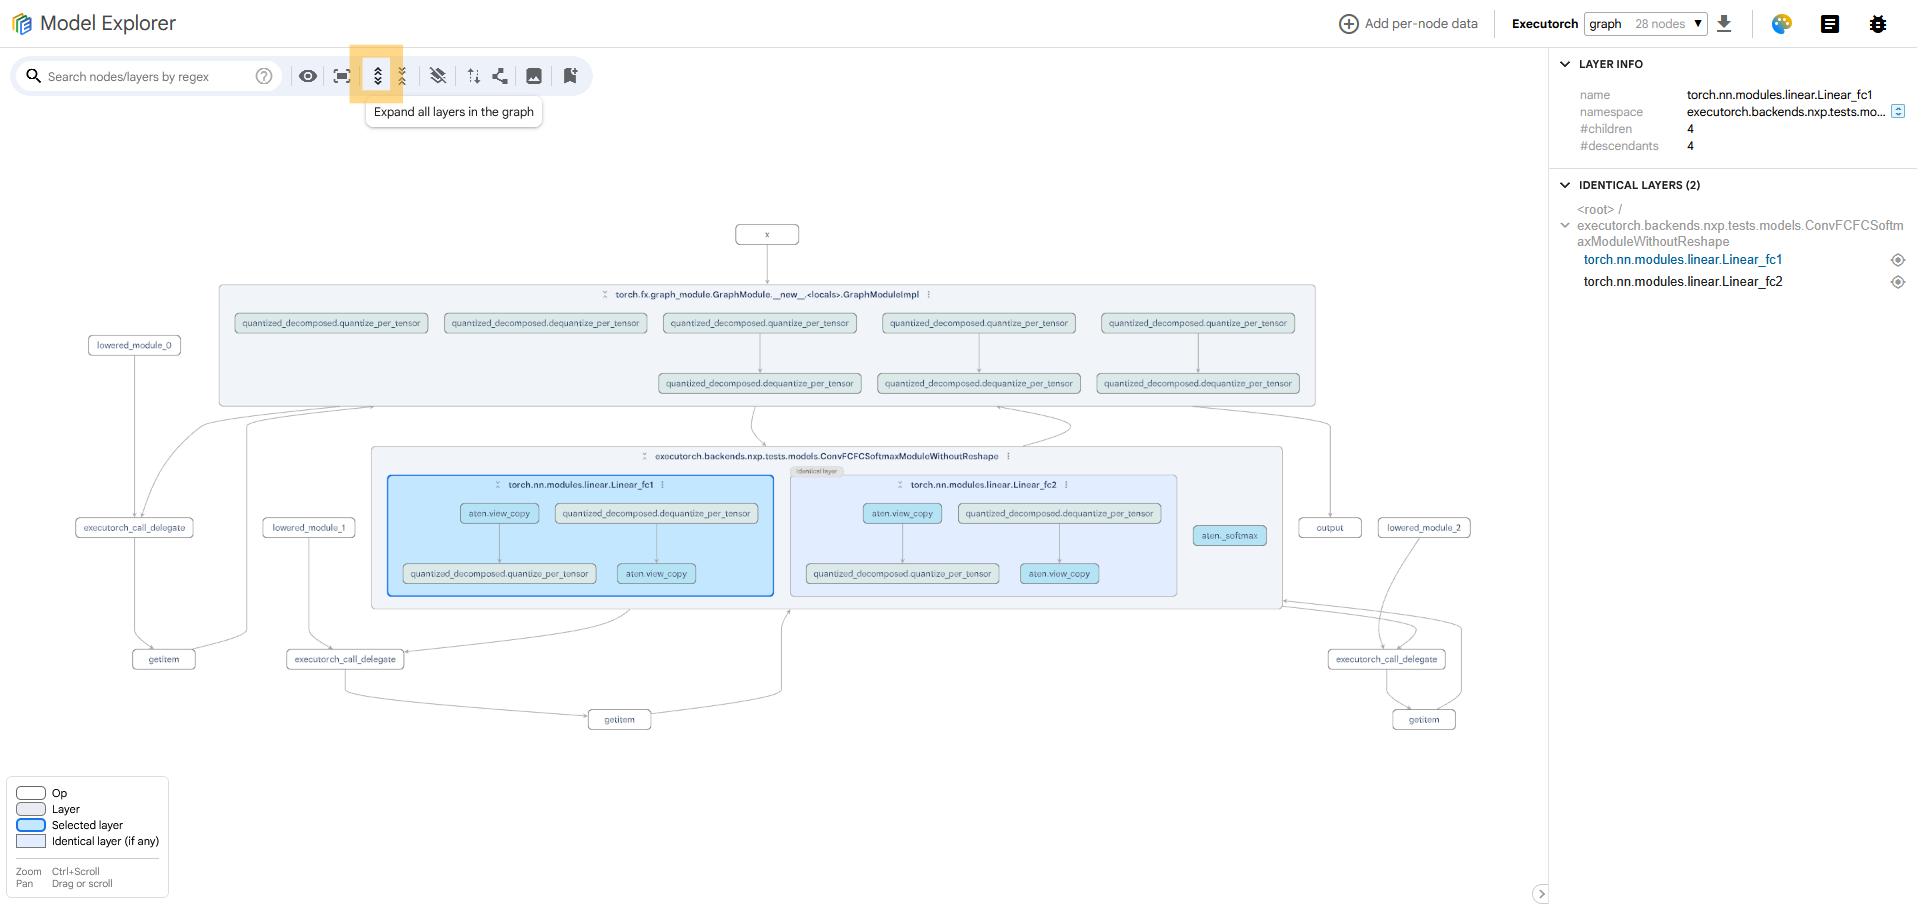 Model Explorer
Add per-node data
Executorch
graph 28 nodes
Search nodes/layers by regex
Expand all layers in the graph
x
torch.fx.graph_module.GraphModule.__new__.<locals>.GraphModuleImpl
quantized_decomposed.quantize_per_tensor
quantized_decomposed.dequantize_per_tensor
quantized_decomposed.quantize_per_tensor
quantized_decomposed.quantize_per_tensor
quantized_decomposed.quantize_per_tensor
lowered_module_0
quantized_decomposed.dequantize_per_tensor
quantized_decomposed.dequantize_per_tensor
quantized_decomposed.dequantize_per_tensor
executorch.backends.nxp.tests.models.ConvFCFCSoftmaxModuleWithoutReshape
Identical layer
torch.nn.modules.linear.Linear_fc1
torch.nn.modules.linear.Linear_fc2
aten.view_copy
quantized_decomposed.dequantize_per_tensor
aten.view_copy
quantized_decomposed.dequantize_per_tensor
executorch_call_delegate
lowered_module_1
aten._softmax
output
lowered_module_2
quantized_decomposed.quantize_per_tensor
aten.view_copy
quantized_decomposed.quantize_per_tensor
aten.view_copy
getitem
executorch_call_delegate
executorch_call_delegate
getitem
getitem
Op
Layer
Selected layer
Identical layer (if any)
Zoom Ctrl+Scroll
Pan Drag or scroll
LAYER INFO
name torch.nn.modules.linear.Linear_fc1
namespace executorch.backends.nxp.tests.mo...
#children 4
#descendants 4
IDENTICAL LAYERS (2)
<root> /
executorch.backends.nxp.tests.models.ConvFCFCSoftm
axModuleWithoutReshape
torch.nn.modules.linear.Linear_fc1
torch.nn.modules.linear.Linear_fc2